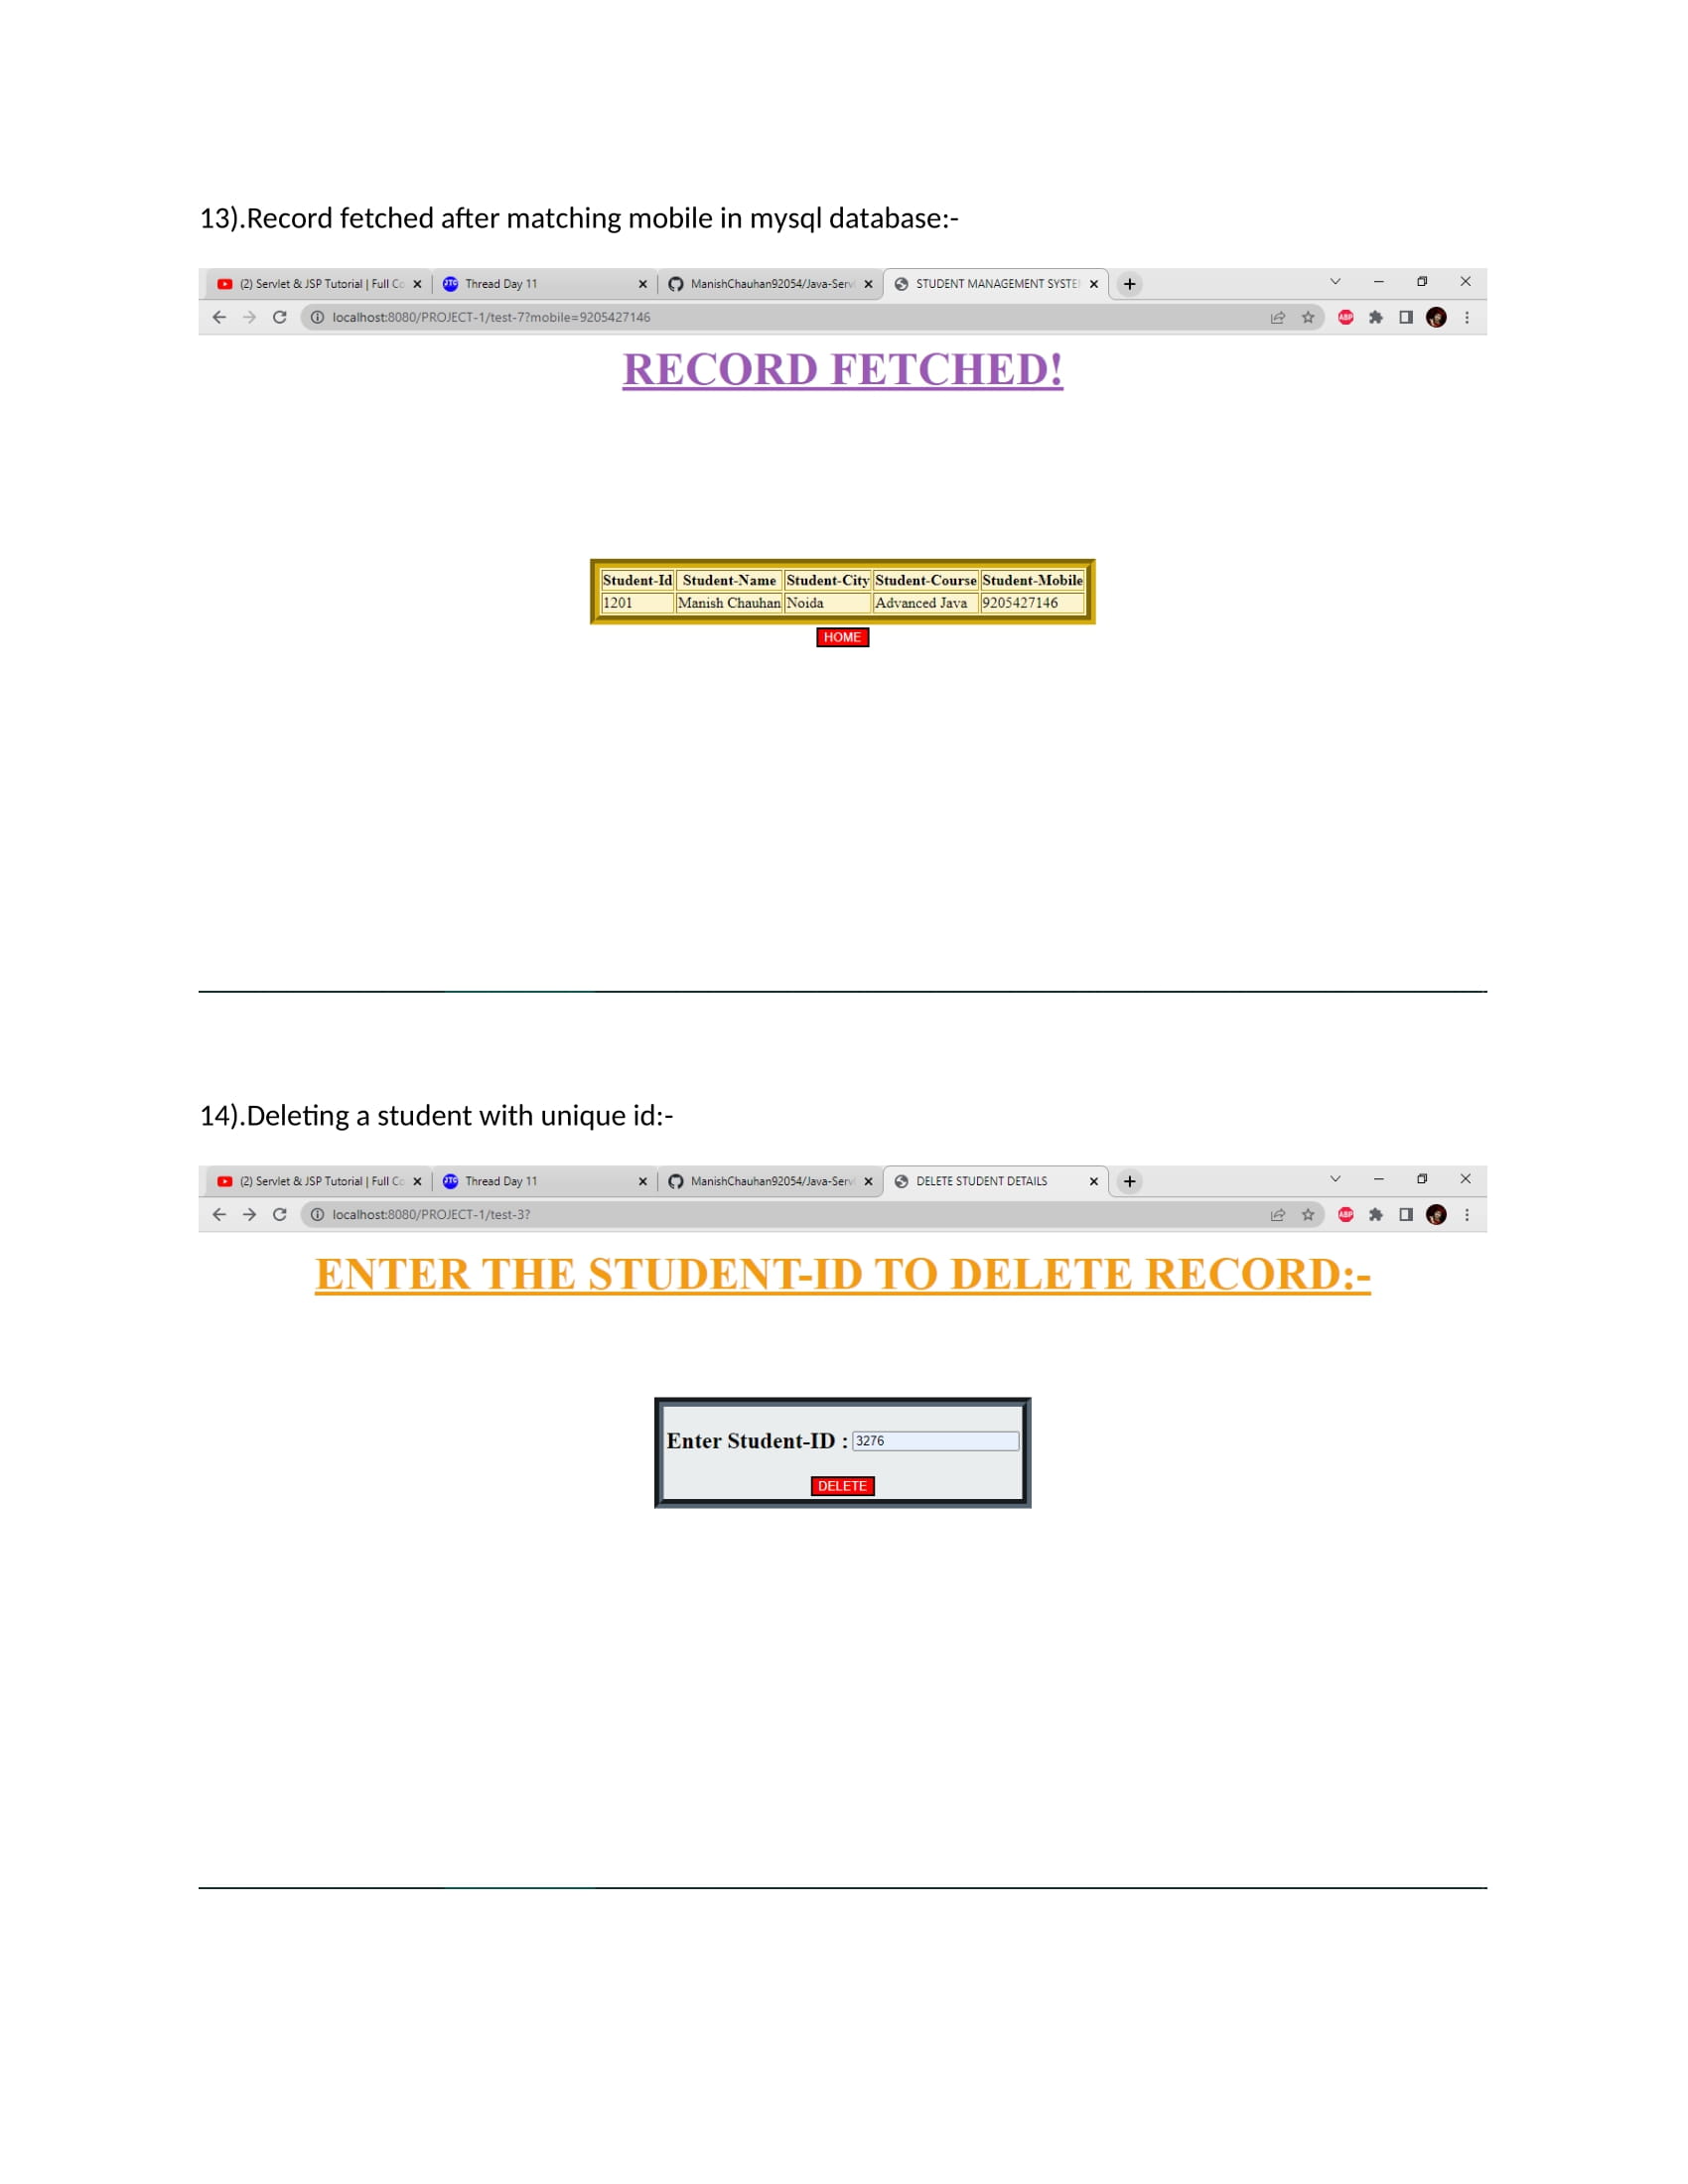 13).Record fetched after matching mobile in mysql database:-
(2) Servlet & JSP Tutorial | Full Co Thread Day 11 ManishChauhan92054/Java-Serv STUDENT MANAGEMENT SYSTE
localhost:8080/PROJECT-1/test-7?mobile=9205427146
RECORD FETCHED!
Student-Id Student-Name Student-City Student-Course Student-Mobile
1201 Manish Chauhan Noida Advanced Java 9205427146
HOME
14).Deleting a student with unique id:-
(2) Servlet & JSP Tutorial | Full Co Thread Day 11 ManishChauhan92054/Java-Serv DELETE STUDENT DETAILS
localhost:8080/PROJECT-1/test-3?
ENTER THE STUDENT-ID TO DELETE RECORD:-
Enter Student-ID : 3276
DELETE